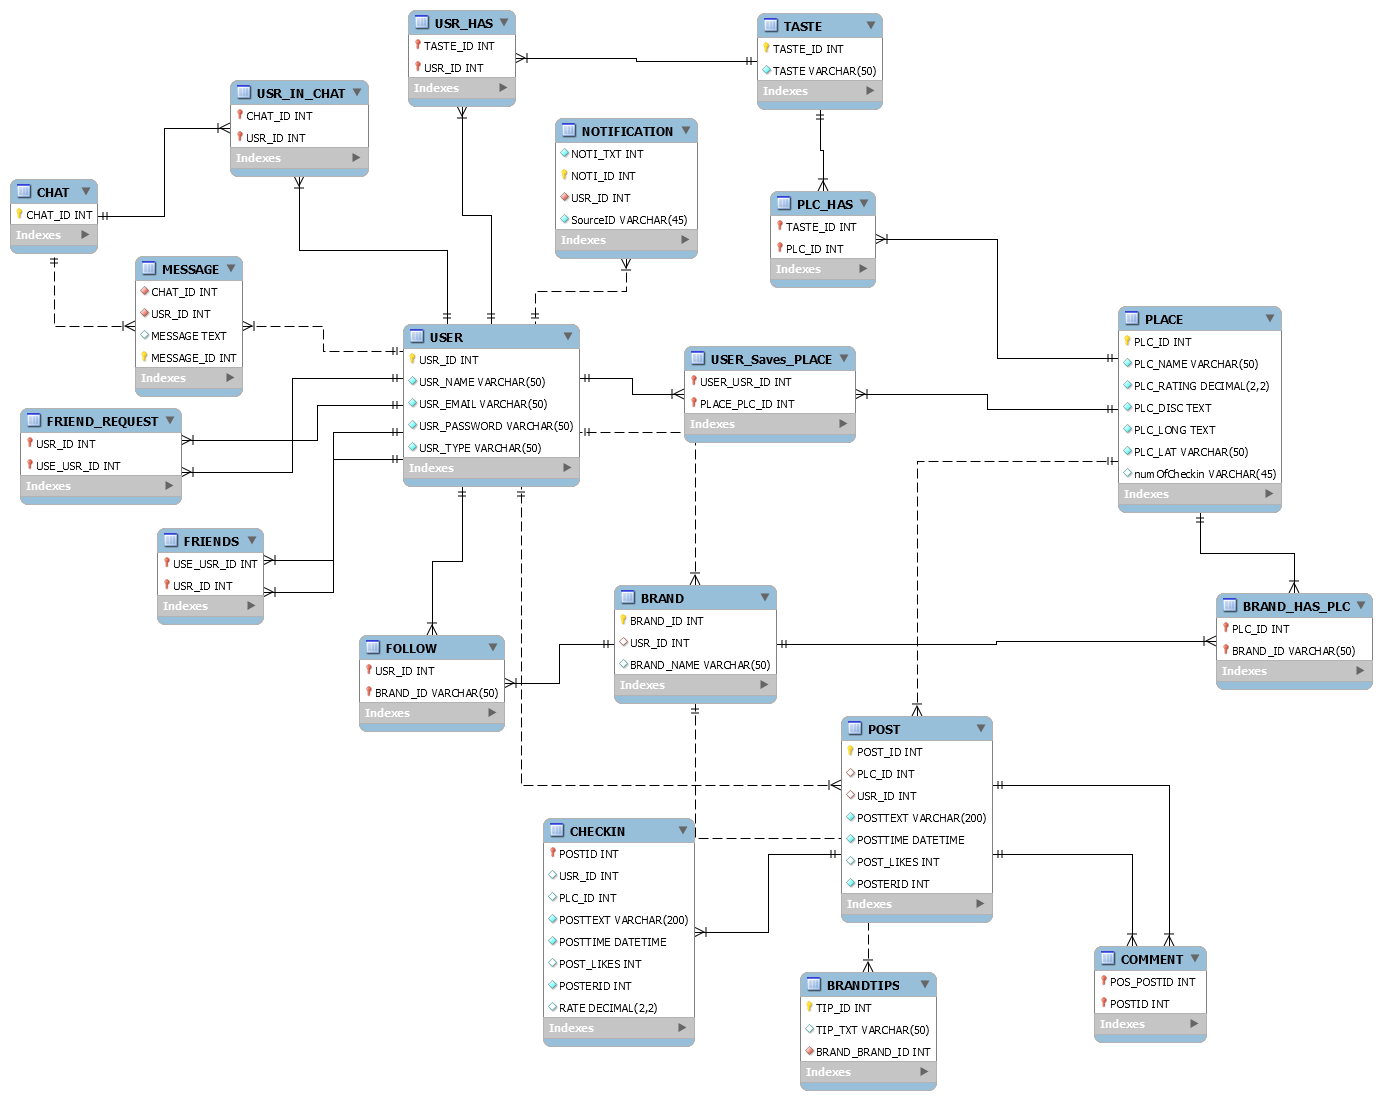 USR_HAS
TASTE_ID INT
USR_ID INT
Indexes
TASTE
TASTE_ID INT
TASTE VARCHAR(50)
Indexes
USR_IN_CHAT
CHAT_ID INT
USR_ID INT
Indexes
NOTIFICATION
NOTI_TXT INT
NOTI_ID INT
USR_ID INT
SourceID VARCHAR(45)
Indexes
CHAT
CHAT_ID INT
Indexes
PLC_HAS
TASTE_ID INT
PLC_ID INT
Indexes
MESSAGE
CHAT_ID INT
USR_ID INT
MESSAGE TEXT
MESSAGE_ID INT
Indexes
USER
USR_ID INT
USR_NAME VARCHAR(50)
USR_EMAIL VARCHAR(50)
USR_PASSWORD VARCHAR(50)
USR_TYPE VARCHAR(50)
Indexes
USER_Saves_PLACE
USER_USR_ID INT
PLACE_PLC_ID INT
Indexes
PLACE
PLC_ID INT
PLC_NAME VARCHAR(50)
PLC_RATING DECIMAL(2,2)
PLC_DISC TEXT
PLC_LONG TEXT
PLC_LAT VARCHAR(50)
numOfCheckin VARCHAR(45)
Indexes
FRIEND_REQUEST
USR_ID INT
USE_USR_ID INT
Indexes
FRIENDS
USE_USR_ID INT
USR_ID INT
Indexes
BRAND
BRAND_ID INT
USR_ID INT
BRAND_NAME VARCHAR(50)
Indexes
BRAND_HAS_PLC
PLC_ID INT
BRAND_ID VARCHAR(50)
Indexes
FOLLOW
USR_ID INT
BRAND_ID VARCHAR(50)
Indexes
POST
POST_ID INT
PLC_ID INT
USR_ID INT
POSTTEXT VARCHAR(200)
POSTTIME DATETIME
POST_LIKES INT
POSTERID INT
Indexes
CHECKIN
POSTID INT
USR_ID INT
PLC_ID INT
POSTTEXT VARCHAR(200)
POSTTIME DATETIME
POST_LIKES INT
POSTERID INT
RATE DECIMAL(2,2)
Indexes
COMMENT
POS_POSTID INT
POSTID INT
Indexes
BRANDTIPS
TIP_ID INT
TIP_TXT VARCHAR(50)
BRAND_BRAND_ID INT
Indexes